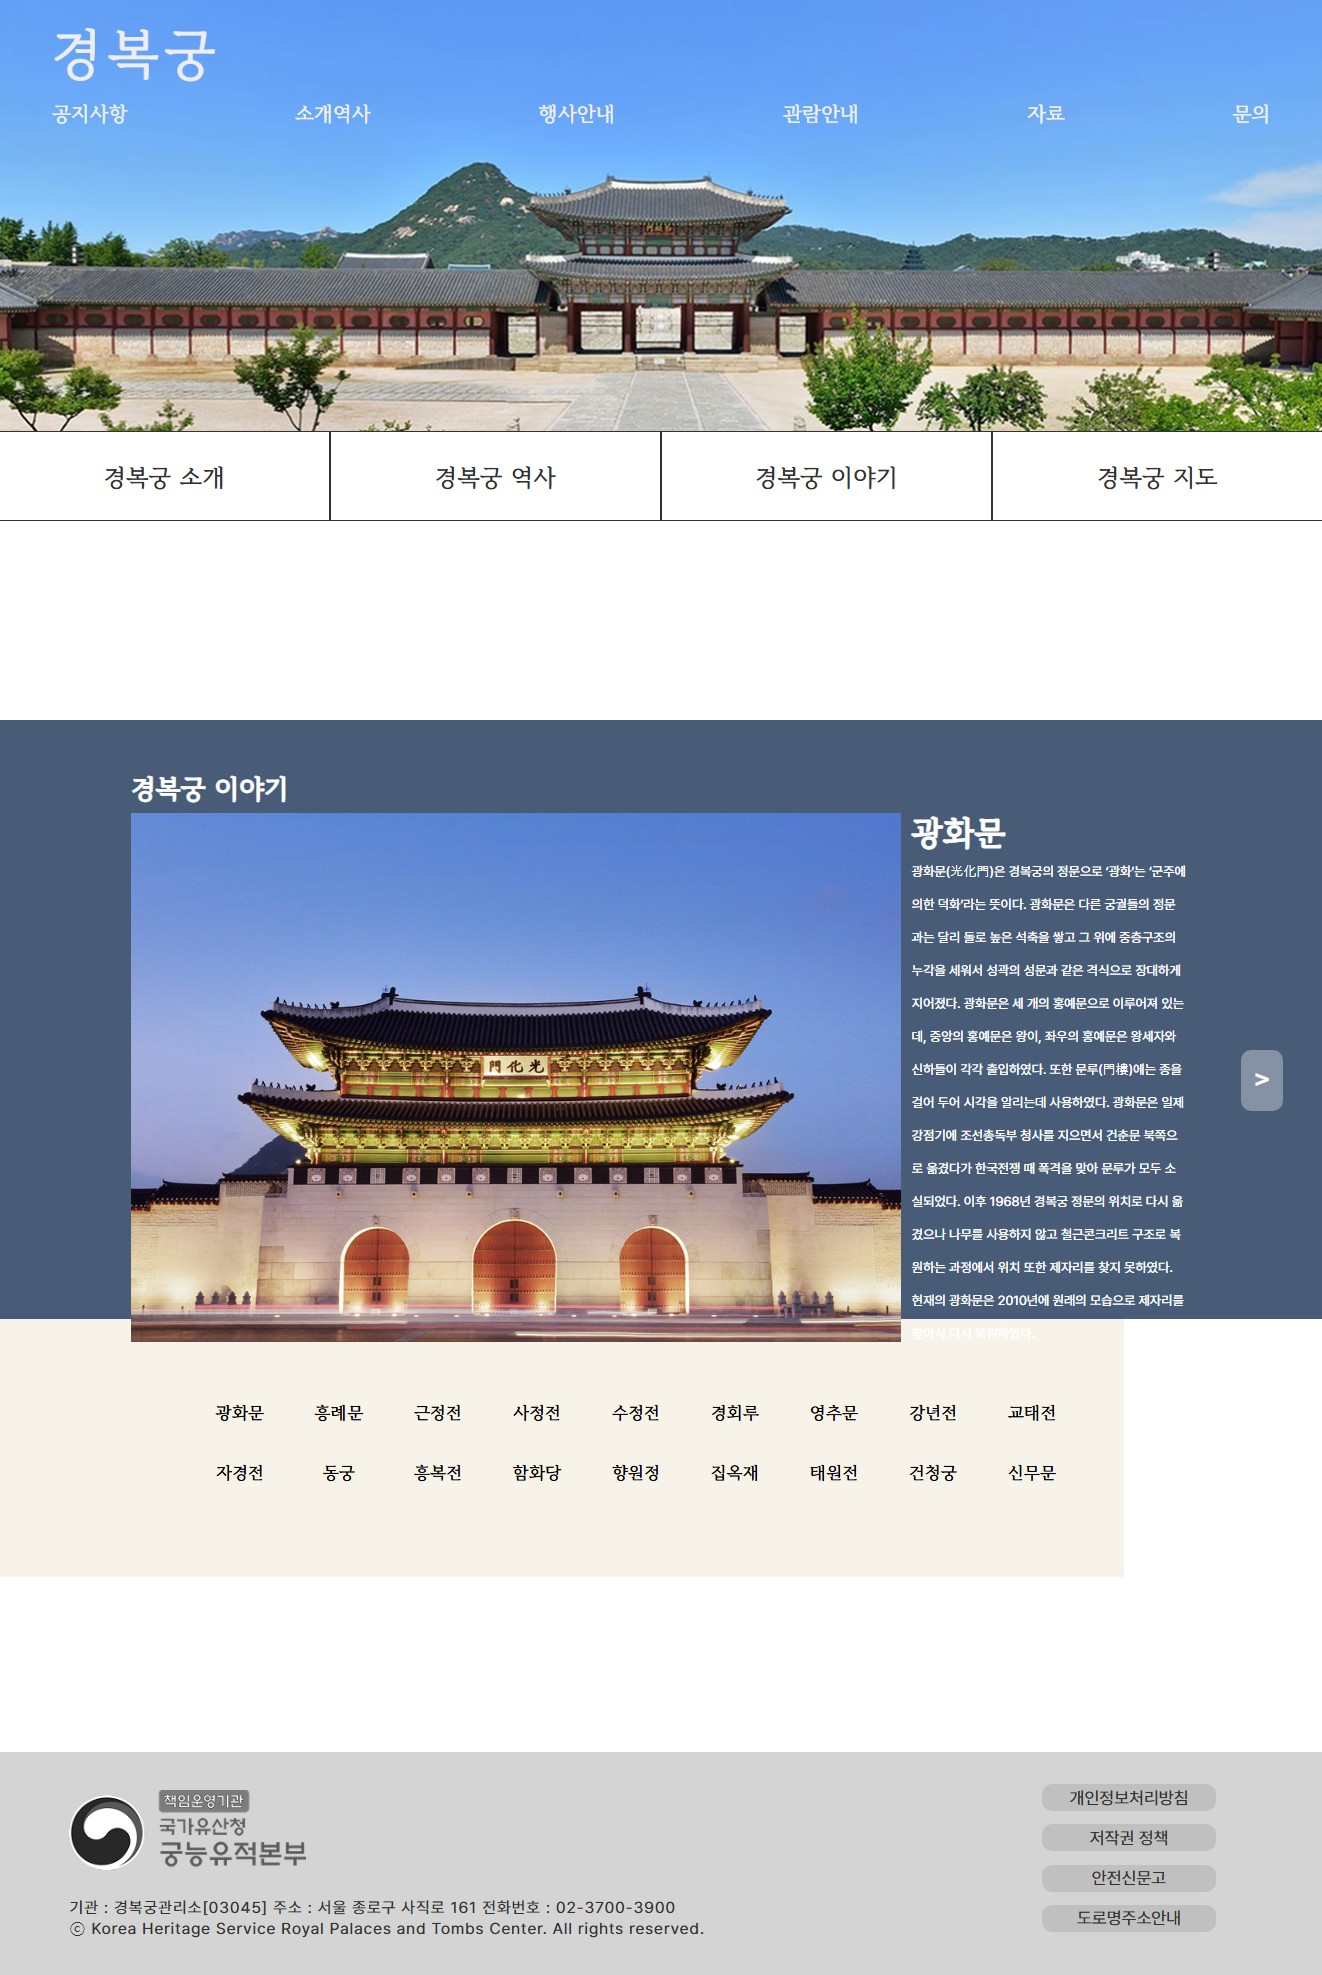 경복궁
공지사항 소개역사 행사안내 관람안내 자료 문의
경복궁 소개 경복궁 역사 경복궁 이야기 경복궁 지도
경복궁 이야기
門化光
광화문
광화문(光化門)은 경복궁의 정문으로 ‘광화’는 ‘군주에
의한 덕화’라는 뜻이다. 광화문은 다른 궁궐들의 정문
과는 달리 돌로 높은 석축을 쌓고 그 위에 중층구조의
누각을 세워서 성곽의 성문과 같은 격식으로 장대하게
지어졌다. 광화문은 세 개의 홍예문으로 이루어져 있는
데, 중앙의 홍예문은 왕이, 좌우의 홍예문은 왕세자와
신하들이 각각 출입하였다. 또한 문루(門樓)에는 종을
걸어 두어 시각을 알리는데 사용하였다. 광화문은 일제
강점기에 조선총독부 청사를 지으면서 건춘문 북쪽으
로 옮겼다가 한국전쟁 때 폭격을 맞아 문루가 모두 소
실되었다. 이후 1968년 경복궁 정문의 위치로 다시 옮
겼으나 나무를 사용하지 않고 철근콘크리트 구조로 복
원하는 과정에서 위치 또한 제자리를 찾지 못하였다.
현재의 광화문은 2010년에 원래의 모습으로 제자리를
찾아서 다시 복원하였다.
>
광화문 흥례문 근정전 사정전 수정전 경회루 영추문 강년전 교태전
자경전 동궁 흥복전 함화당 향원정 집옥재 태원전 건청궁 신무문
책임운영기관
국가유산청
궁능유적본부
기관 : 경복궁관리소[03045] 주소 : 서울 종로구 사직로 161 전화번호 : 02-3700-3900
ⓒ Korea Heritage Service Royal Palaces and Tombs Center. All rights reserved.
개인정보처리방침
저작권 정책
안전신문고
도로명주소안내